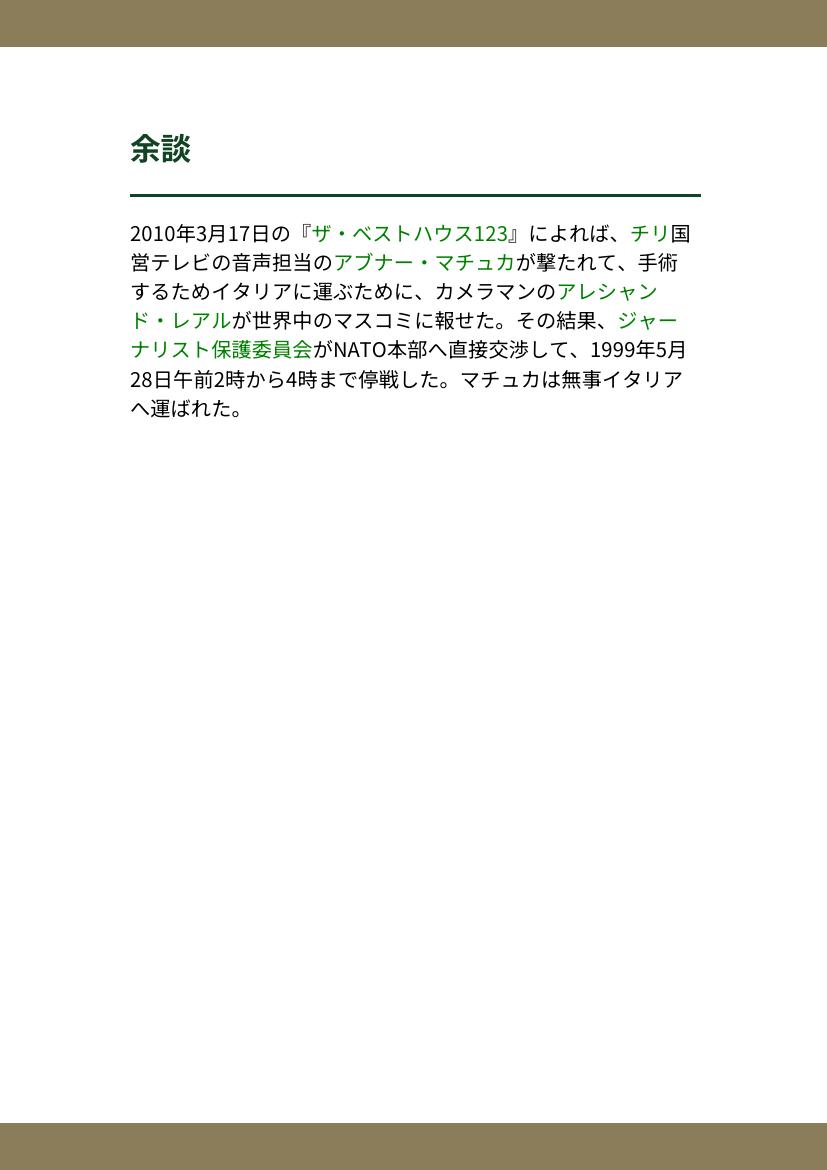 余談
2010年3月17日の『ザ・ベストハウス123』によれば、チリ国
営テレビの音声担当のアブナー・マチュカが撃たれて、手術
するためイタリアに運ぶために、カメラマンのアレシャン
ド・レアルが世界中のマスコミに報せた。その結果、ジャー
ナリスト保護委員会がNATO本部へ直接交渉して、1999年5月
28日午前2時から4時まで停戦した。マチュカは無事イタリア
へ運ばれた。